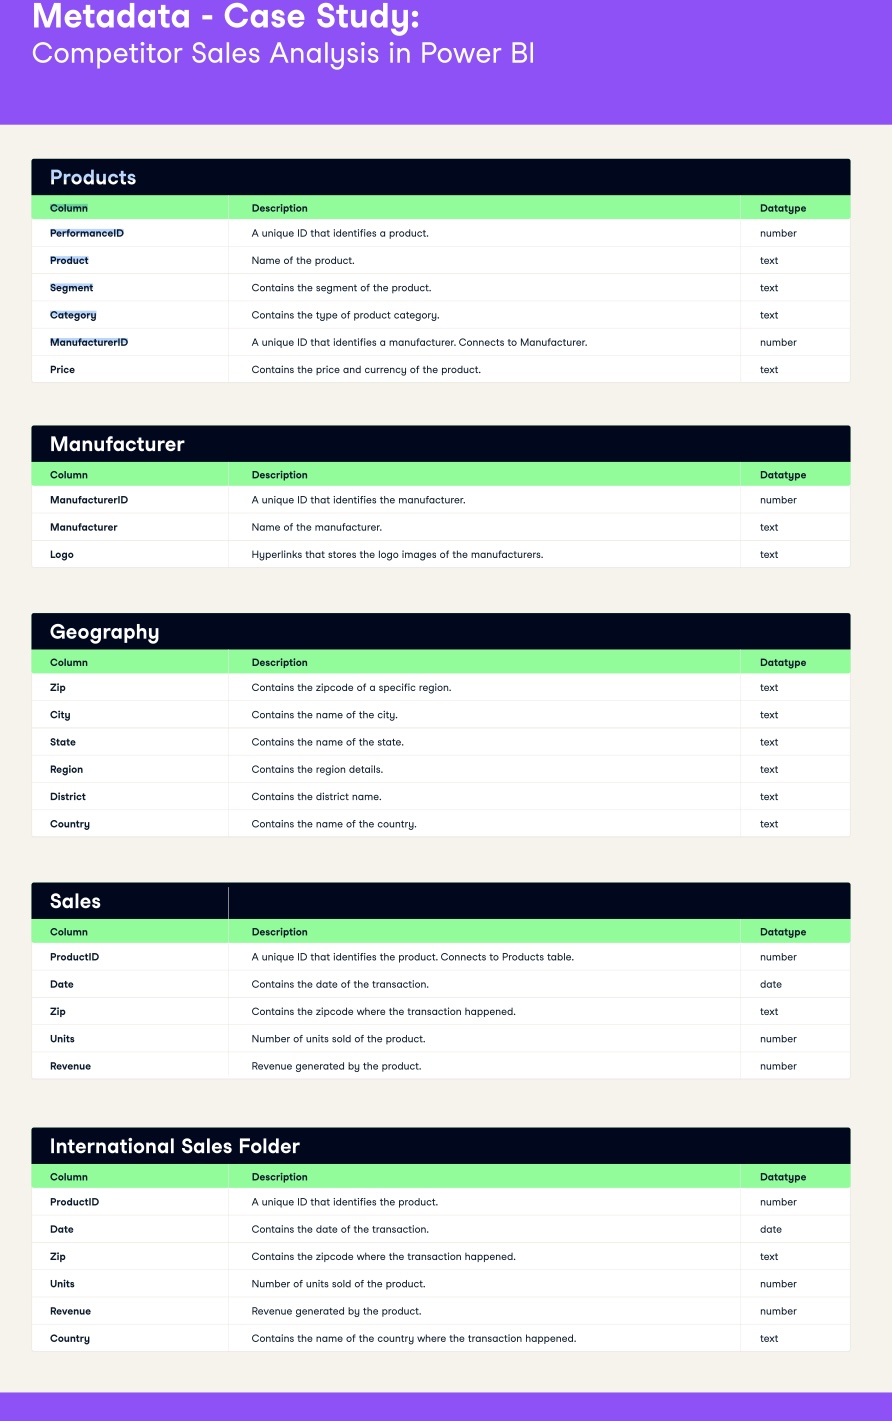 Metadata - Case Study:
Competitor Sales Analysis in Power BI
Products
Column Description Datatype
PerformanceID A unique ID that identifies a product. number
Product Name of the product. text
Segment Contains the segment of the product. text
Category Contains the type of product category. text
ManufacturerID A unique ID that identifies a manufacturer. Connects to Manufacturer. number
Price Contains the price and currency of the product. text
Manufacturer
Column Description Datatype
ManufacturerID A unique ID that identifies the manufacturer. number
Manufacturer Name of the manufacturer. text
Logo Hyperlinks that stores the logo images of the manufacturers. text
Geography
Column Description Datatype
Zip Contains the zipcode of a specific region. text
City Contains the name of the city. text
State Contains the name of the state. text
Region Contains the region details. text
District Contains the district name. text
Country Contains the name of the country. text
Sales
Column Description Datatype
ProductID A unique ID that identifies the product. Connects to Products table. number
Date Contains the date of the transaction. date
Zip Contains the zipcode where the transaction happened. text
Units Number of units sold of the product. number
Revenue Revenue generated by the product. number
International Sales Folder
Column Description Datatype
ProductID A unique ID that identifies the product. number
Date Contains the date of the transaction. date
Zip Contains the zipcode where the transaction happened. text
Units Number of units sold of the product. number
Revenue Revenue generated by the product. number
Country Contains the name of the country where the transaction happened. text